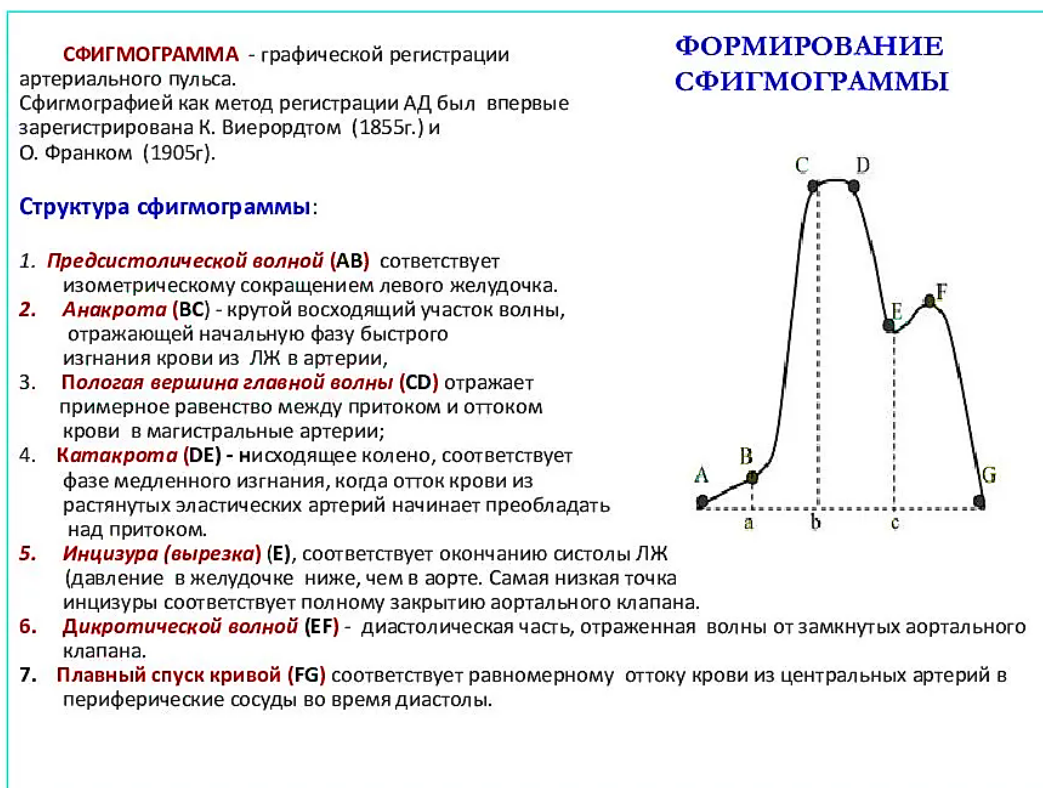 СФИГМОГРАММА - графической регистрации
артериального пульса.
Сфигмографией как метод регистрации АД был впервые
зарегистрирована К. Виерордтом (1855г.) и
О. Франком (1905г).
Структура сфигмограммы:
1. Предсистолической волной (АВ) сответствует
изометрическому сокращением левого желудочка.
2. Анакрота (ВС) - крутой восходящий участок волны,
отражающей начальную фазу быстрого
изгнания крови из ЛЖ в артерии,
3. Пологая вершина главной волны (CD) отражает
примерное равенство между притоком и оттоком
крови в магистральные артерии;
4. Катакрота (DE) - нисходящее колено, соответствует
фазе медленного изгнания, когда отток крови из
растянутых эластических артерий начинает преобладать
над притоком.
5. Инцизура (вырезка) (Е), соответствует окончанию систолы ЛЖ
(давление в желудочке ниже, чем в аорте. Самая низкая точка
инцизуры соответствует полному закрытию аортального клапана.
6. Дикротической волной (EF) - диастолическая часть, отраженная волны от замкнутых аортального
клапана.
7. Плавный спуск кривой (FG) соответствует равномерному оттоку крови из центральных артерий в
периферические сосуды во время диастолы.
ФОРМИРОВАНИЕ
СФИГМОГРАММЫ
C D
F
E
B
A G
a b c